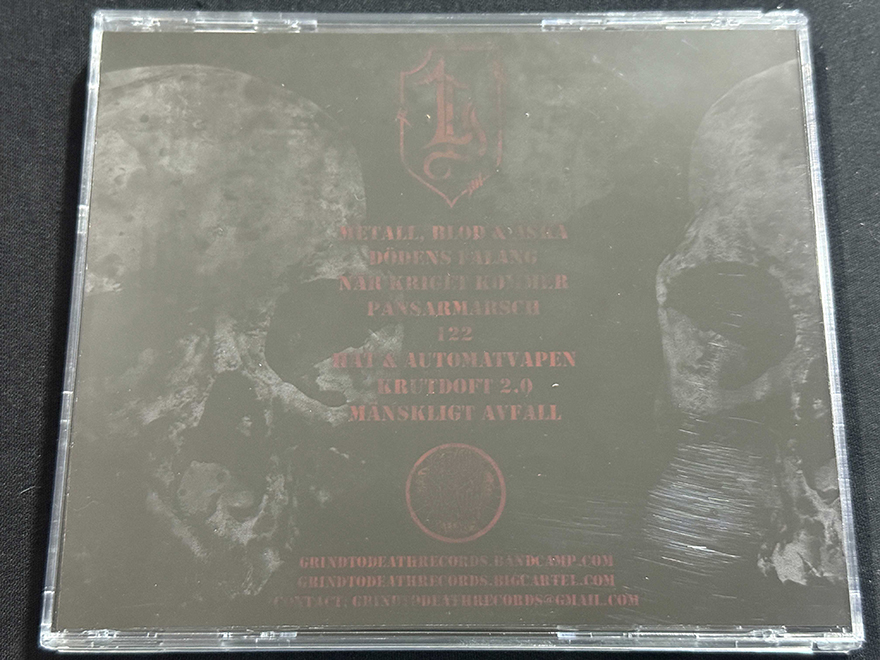 L
METALL, BLOD & ASKA
DÖDENS FALANG
NÄR KRIGET KOMMER
PANSARMARSCH
122
HAT & AUTOMATVAPEN
KRUTDOFT 2.0
MÄNSKLIGT AVFALL
GRINDTODEATHRECORDS.BANDCAMP.COM
GRINDTODEATHRECORDS.BIGCARTEL.COM
CONTACT: GRINDTODEATHRECORDS@GMAIL.COM